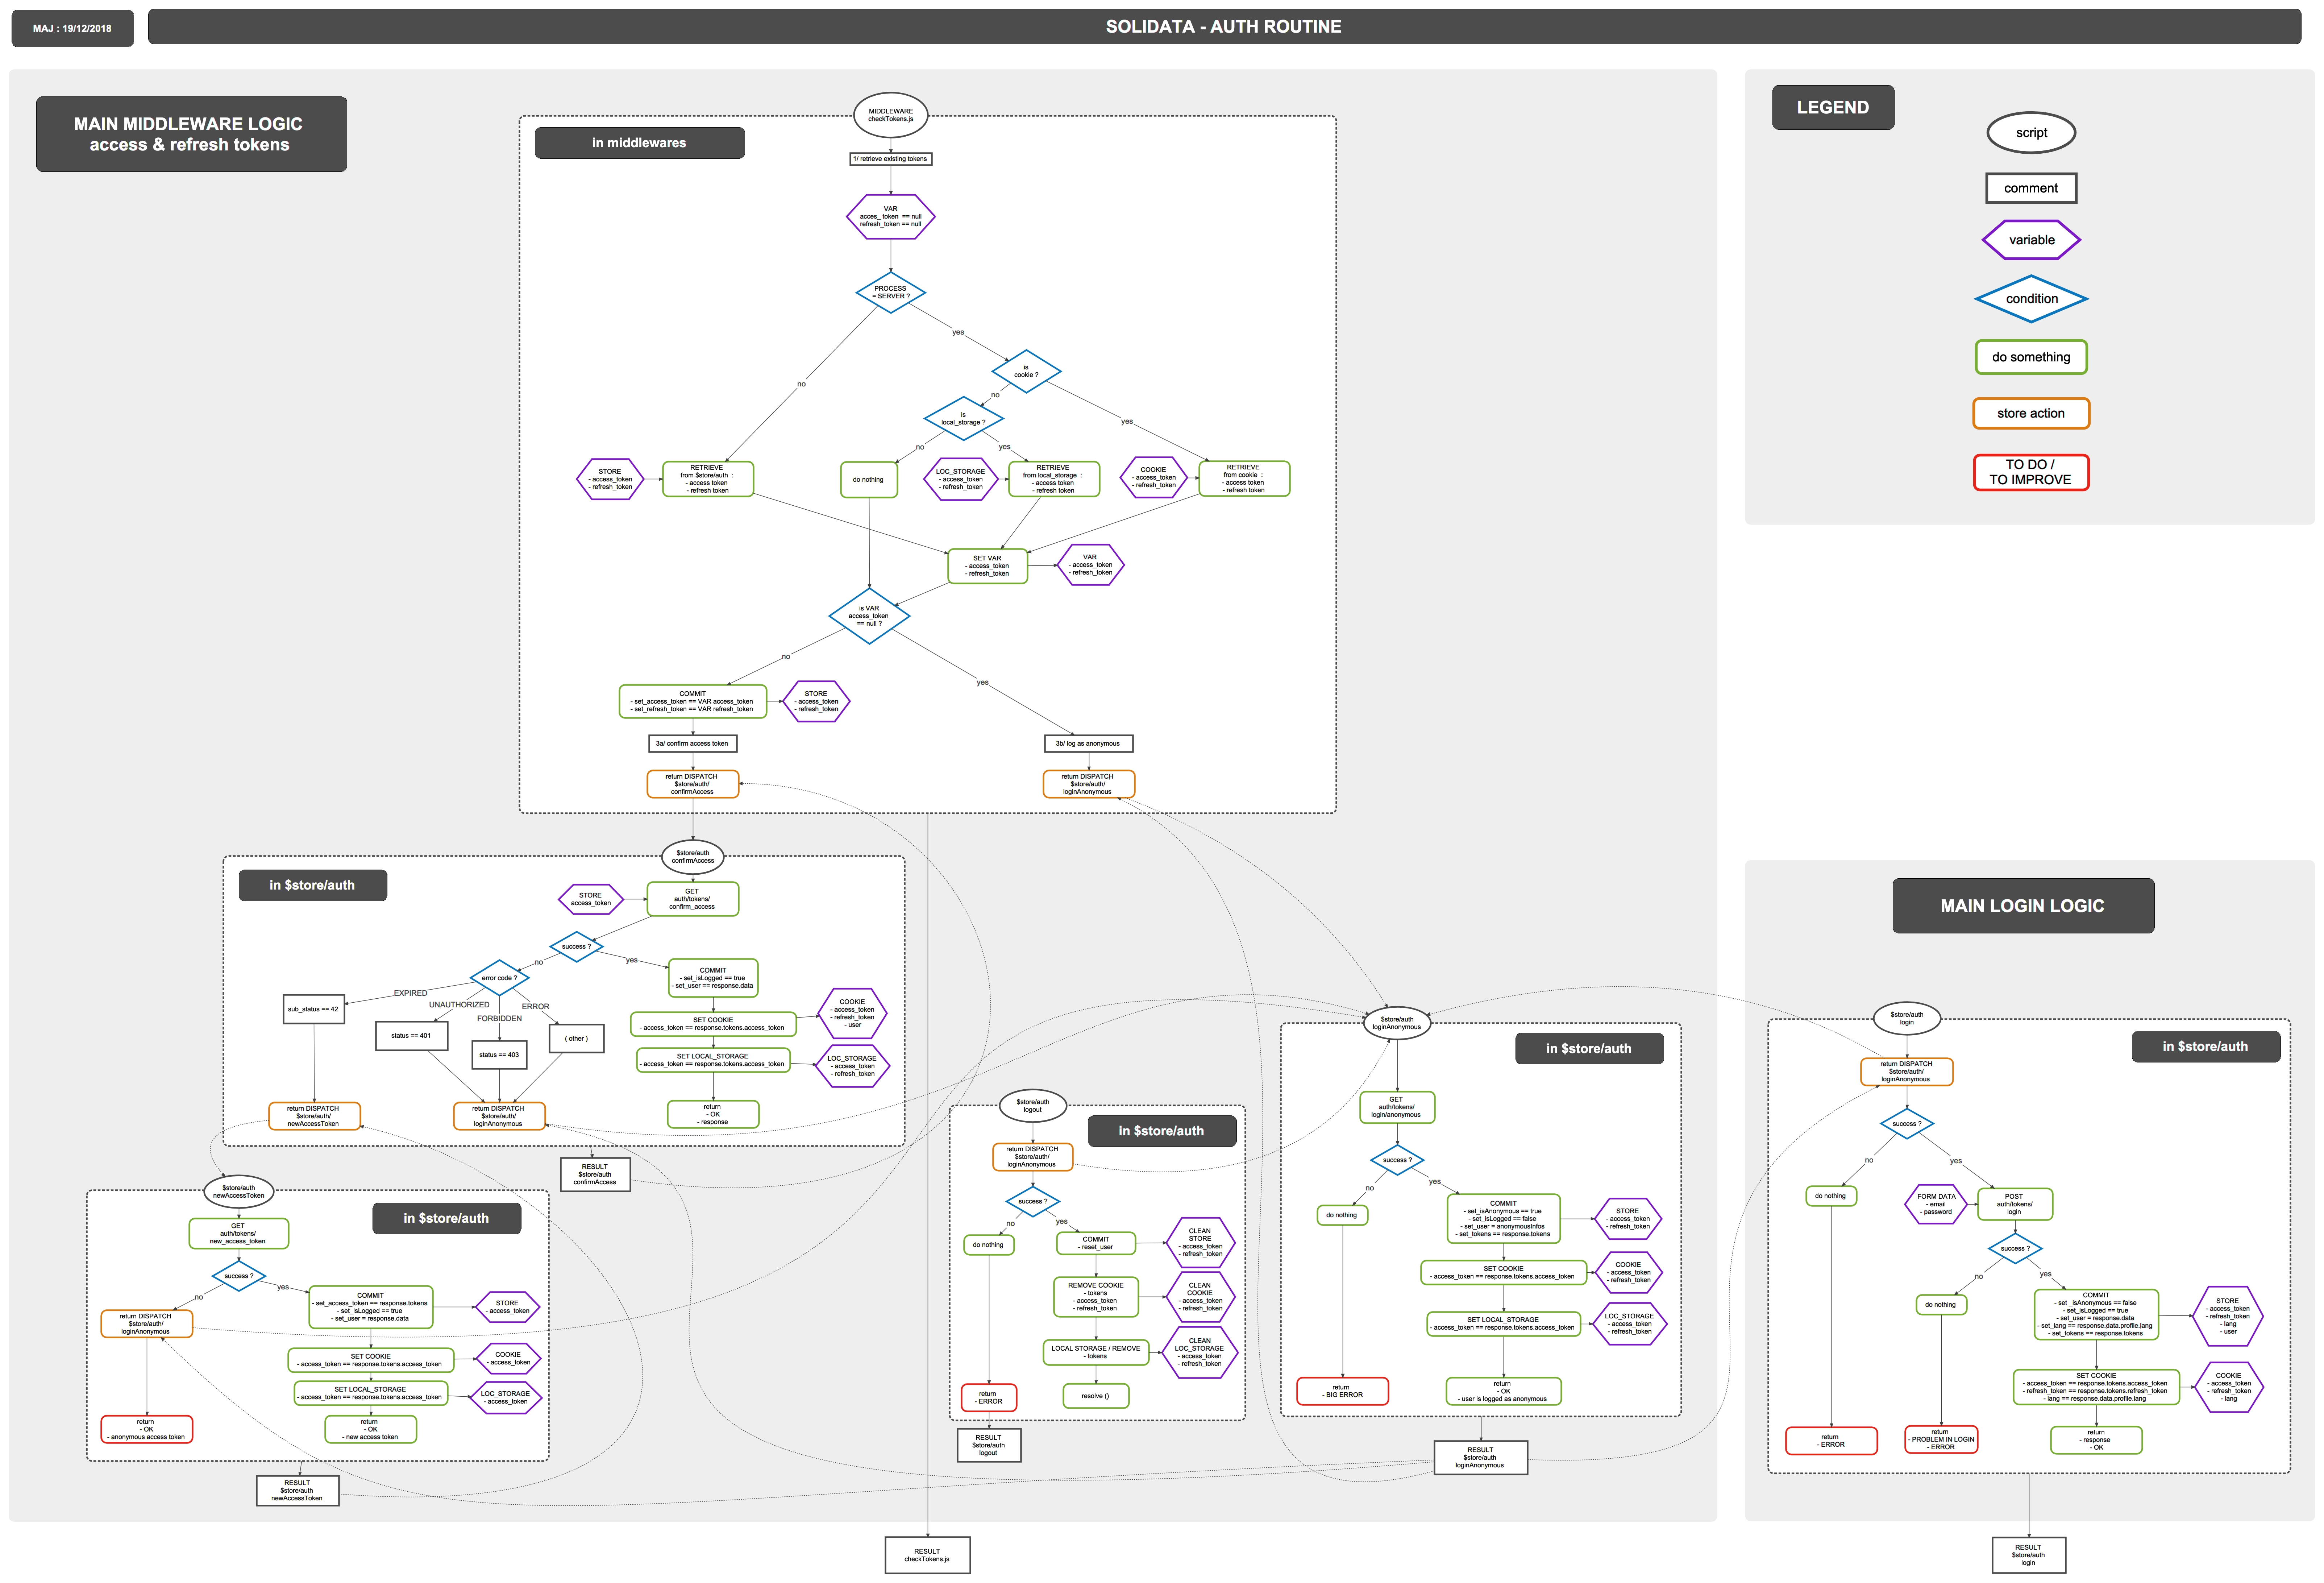 MAJ : 19/12/2018
SOLIDATA - AUTH ROUTINE
MAIN MIDDLEWARE LOGIC
access & refresh tokens
in middlewares
MIDDLEWARE
checkTokens.js
1/ retrieve existing tokens
VAR
acces_ token == null
refresh_token == null
PROCESS
= SERVER ?
yes
no
is
cookie ?
no
yes
is
local_storage ?
no
yes
STORE
- access_token
- refresh_token
RETRIEVE
from $store/auth :
- access token
- refresh token
do nothing
LOC_STORAGE
- access_token
- refresh_token
RETRIEVE
from local_storage :
- access token
- refresh token
COOKIE
- access_token
- refresh_token
RETRIEVE
from cookie :
- access token
- refresh token
SET VAR
- access_token
- refresh_token
VAR
- access_token
- refresh_token
is VAR
access_token
== null ?
no
yes
COMMIT
- set_access_token == VAR access_token
- set_refresh_token == VAR refresh_token
STORE
- access_token
- refresh_token
3a/ confirm access token
3b/ log as anonymous
return DISPATCH
$store/auth/
confirmAccess
return DISPATCH
$store/auth/
loginAnonymous
$store/auth
confirmAccess
in $store/auth
STORE
access_token
GET
auth/tokens/
confirm_access
success ?
no
yes
error code ?
EXPIRED
UNAUTHORIZED
FORBIDDEN
ERROR
sub_status == 42
status == 401
status == 403
( other )
COMMIT
- set_isLogged == true
- set_user == response.data
SET COOKIE
- access_token == response.tokens.access_token
COOKIE
- access_token
- refresh_token
- user
SET LOCAL_STORAGE
- access_token == response.tokens.access_token
LOC_STORAGE
- access_token
- refresh_token
return
- OK
- response
return DISPATCH
$store/auth/
newAccessToken
return DISPATCH
$store/auth/
loginAnonymous
RESULT
$store/auth
confirmAccess
$store/auth
newAccessToken
in $store/auth
GET
auth/tokens/
new_access_token
success ?
no
yes
return DISPATCH
$store/auth/
loginAnonymous
COMMIT
- set_access_token == response.tokens
- set_isLogged == true
- set_user = response.data
STORE
- access_token
SET COOKIE
- access_token == response.tokens.access_token
COOKIE
- access_token
SET LOCAL_STORAGE
- access_token == response.tokens.access_token
LOC_STORAGE
- access_token
return
- OK
- anonymous access token
return
- OK
- new access token
RESULT
$store/auth
newAccessToken
$store/auth
logout
in $store/auth
return DISPATCH
$store/auth/
loginAnonymous
success ?
no
yes
do nothing
COMMIT
- reset_user
CLEAN
STORE
- access_token
- refresh_token
REMOVE COOKIE
- tokens
- access_token
- refresh_token
CLEAN
COOKIE
- access_token
- refresh_token
LOCAL STORAGE / REMOVE
- tokens
CLEAN
LOC_STORAGE
- access_token
- refresh_token
return
- ERROR
resolve ()
RESULT
$store/auth
logout
$store/auth
loginAnonymous
in $store/auth
GET
auth/tokens/
login/anonymous
success ?
no
yes
do nothing
COMMIT
- set_isAnonymous == true
- set_isLogged == false
- set_user = anonymousInfos
- set_tokens == response.tokens
STORE
- access_token
- refresh_token
SET COOKIE
- access_token == response.tokens.access_token
COOKIE
- access_token
- refresh_token
SET LOCAL_STORAGE
- access_token == response.tokens.access_token
LOC_STORAGE
- access_token
- refresh_token
return
- BIG ERROR
return
- OK
- user is logged as anonymous
RESULT
$store/auth
loginAnonymous
RESULT
checkTokens.js
LEGEND
script
comment
variable
condition
do something
store action
TO DO /
TO IMPROVE
MAIN LOGIN LOGIC
$store/auth
login
in $store/auth
return DISPATCH
$store/auth/
loginAnonymous
success ?
no
yes
do nothing
FORM DATA
- email
- password
POST
auth/tokens/
login
success ?
no
yes
do nothing
COMMIT
- set _isAnonymous == false
- set_isLogged == true
- set_user = response.data
- set_lang == response.data.profile.lang
- set_tokens == response.tokens
STORE
- access_token
- refresh_token
- lang
- user
SET COOKIE
- access_token == response.tokens.access_token
- refresh_token == response.tokens.refresh_token
- lang == response.data.profile.lang
COOKIE
- access_token
- refresh_token
- lang
return
- ERROR
return
- PROBLEM IN LOGIN
- ERROR
return
- response
- OK
RESULT
$store/auth
login